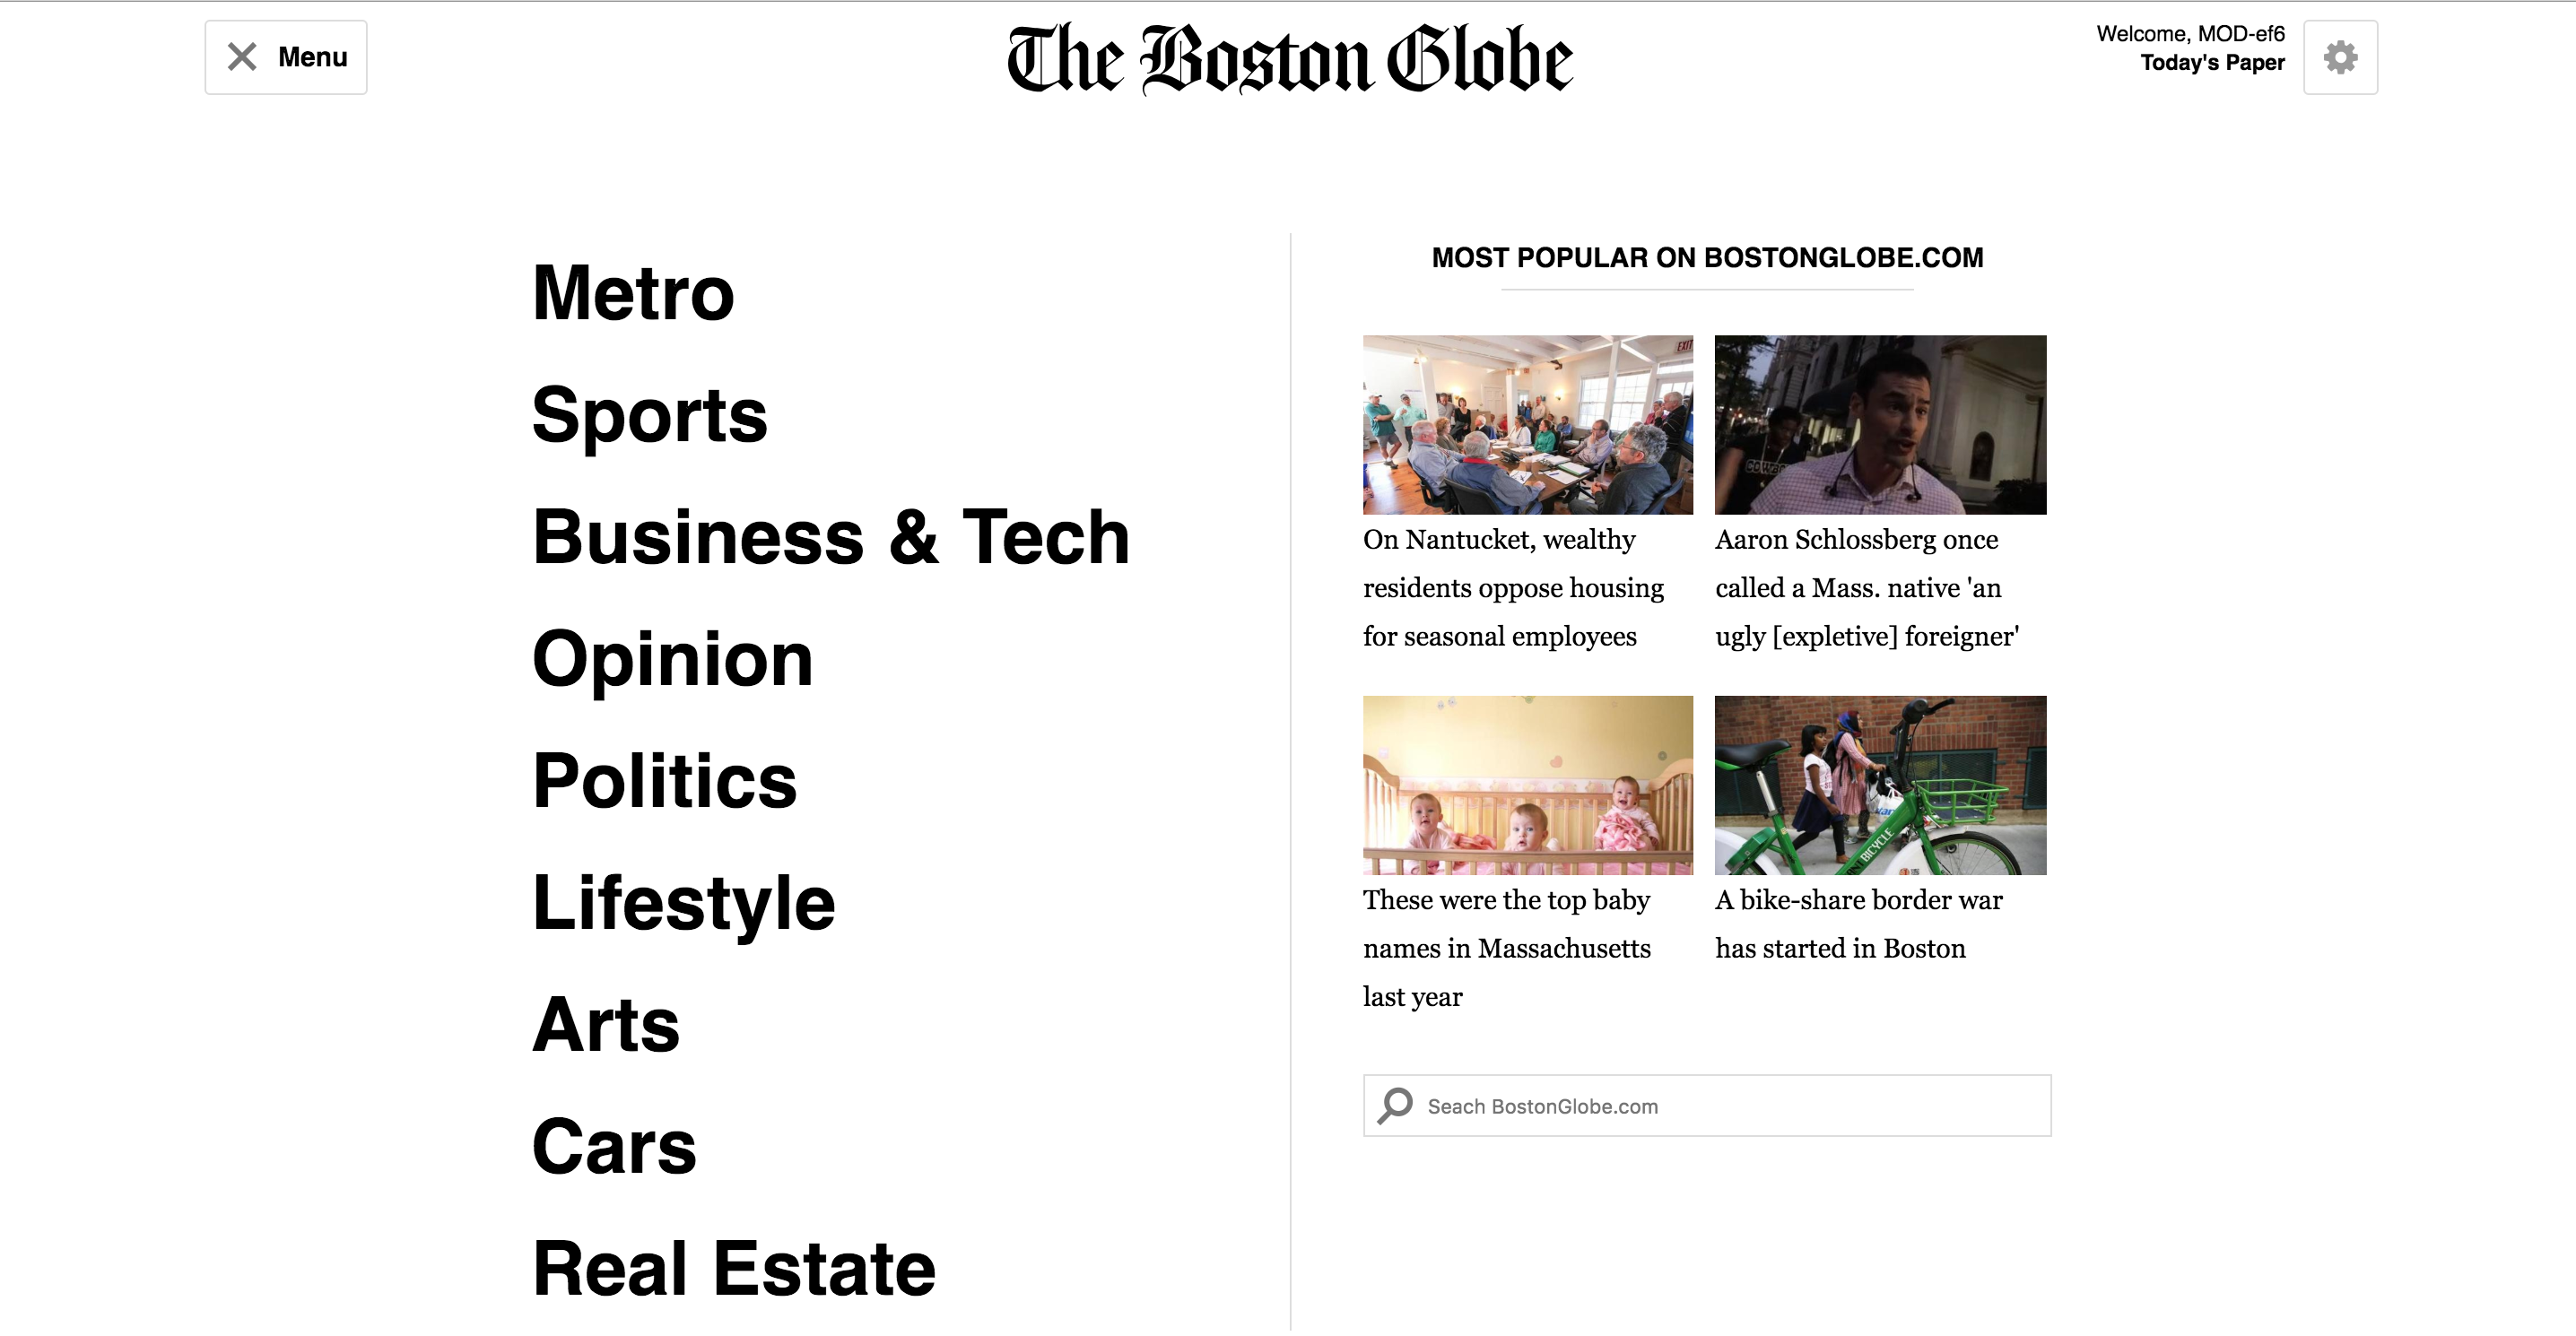 Menu
The Boston Globe
Welcome, MOD-ef6
Today's Paper
Metro
Sports
Business & Tech
Opinion
Politics
Lifestyle
Arts
Cars
Real Estate
MOST POPULAR ON BOSTONGLOBE.COM
EXIT
On Nantucket, wealthy
residents oppose housing
for seasonal employees
Aaron Schlossberg once
called a Mass. native 'an
ugly [expletive] foreigner'
These were the top baby
names in Massachusetts
last year
BICYCLE
A bike-share border war
has started in Boston
Seach BostonGlobe.com